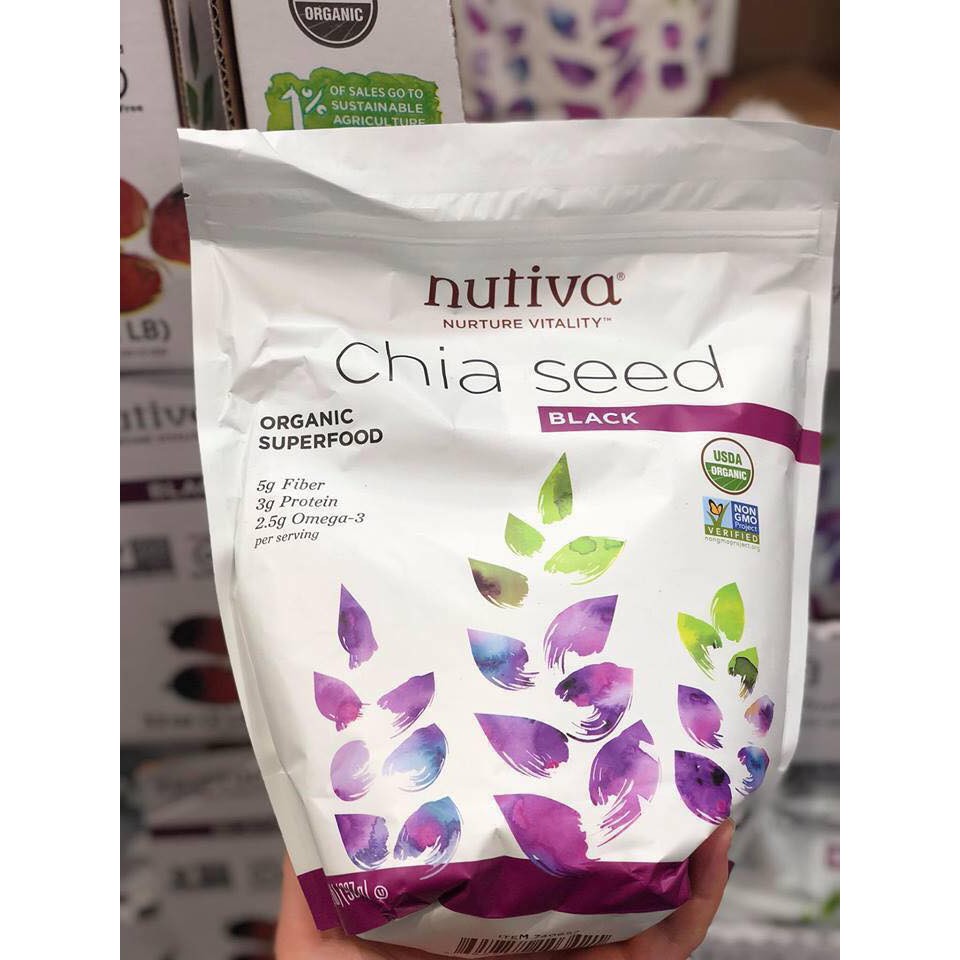 ORGANIC
1% OF SALES GO TO
SUSTAINABLE
AGRICULTURE
LB)
nutiva®
NURTURE VITALITY™
Chia seed
BLACK
ORGANIC
SUPERFOOD
5g Fiber
3g Protein
2.5g Omega-3
per serving
USDA
ORGANIC
NON
GMO
Project
VERIFIED
nongmoproject.org
ITEM